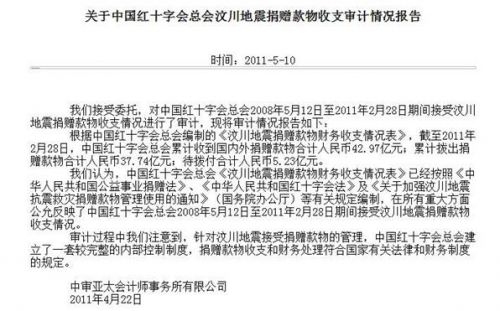 关于中国红十字会总会汶川地震捐赠款物收支审计情况报告
时间：2011-5-10
我们接受委托，对中国红十字会总会2008年5月12日至2011年2月28日期间接受汶川
地震捐赠款物收支情况进行了审计，现将审计情况报告如下：
根据中国红十字会总会编制的《汶川地震捐赠款物财务收支情况表》，截至2011年
2月28日，中国红十字会总会累计收到国内外捐赠款物合计人民币42.97亿元；累计拨出捐
赠款物合计人民币37.74亿元；待拨付合计人民币5.23亿元。
我们认为，中国红十字会总会《汶川地震捐赠款物财务收支情况表》已经按照《中
华人民共和国公益事业捐赠法》、《中华人民共和国红十字会法》及《关于加强汶川地震
抗震救灾捐赠款物管理使用的通知》（国务院办公厅）等有关规定编制，在所有重大方面
公允反映了中国红十字会总会2008年5月12日至2011年2月28日期间接受汶川地震捐赠款物
收支情况。
审计过程中我们注意到，针对汶川地震接受捐赠款物的管理，中国红十字会总会建
立了一套较完整的内部控制制度，捐赠款物收支和财务处理符合国家有关法律和财务制度
的规定。
中审亚太会计师事务所有限公司
2011年4月22日